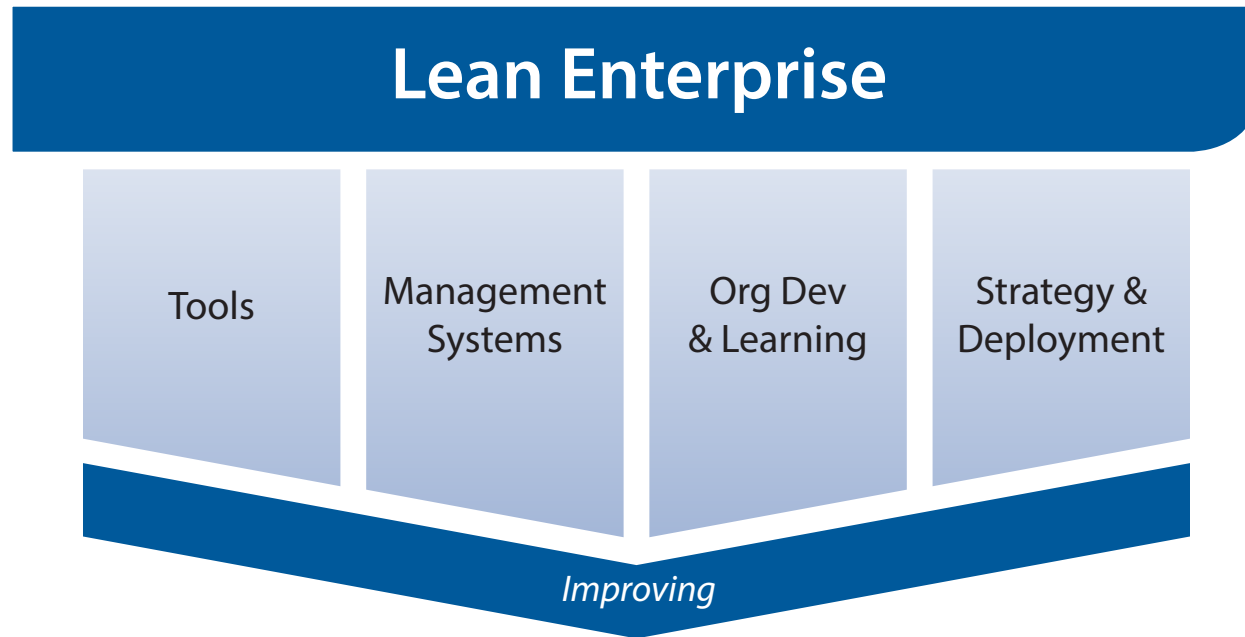 Lean Enterprise
Tools
Management
Systems
Org Dev
& Learning
Strategy &
Deployment
Improving